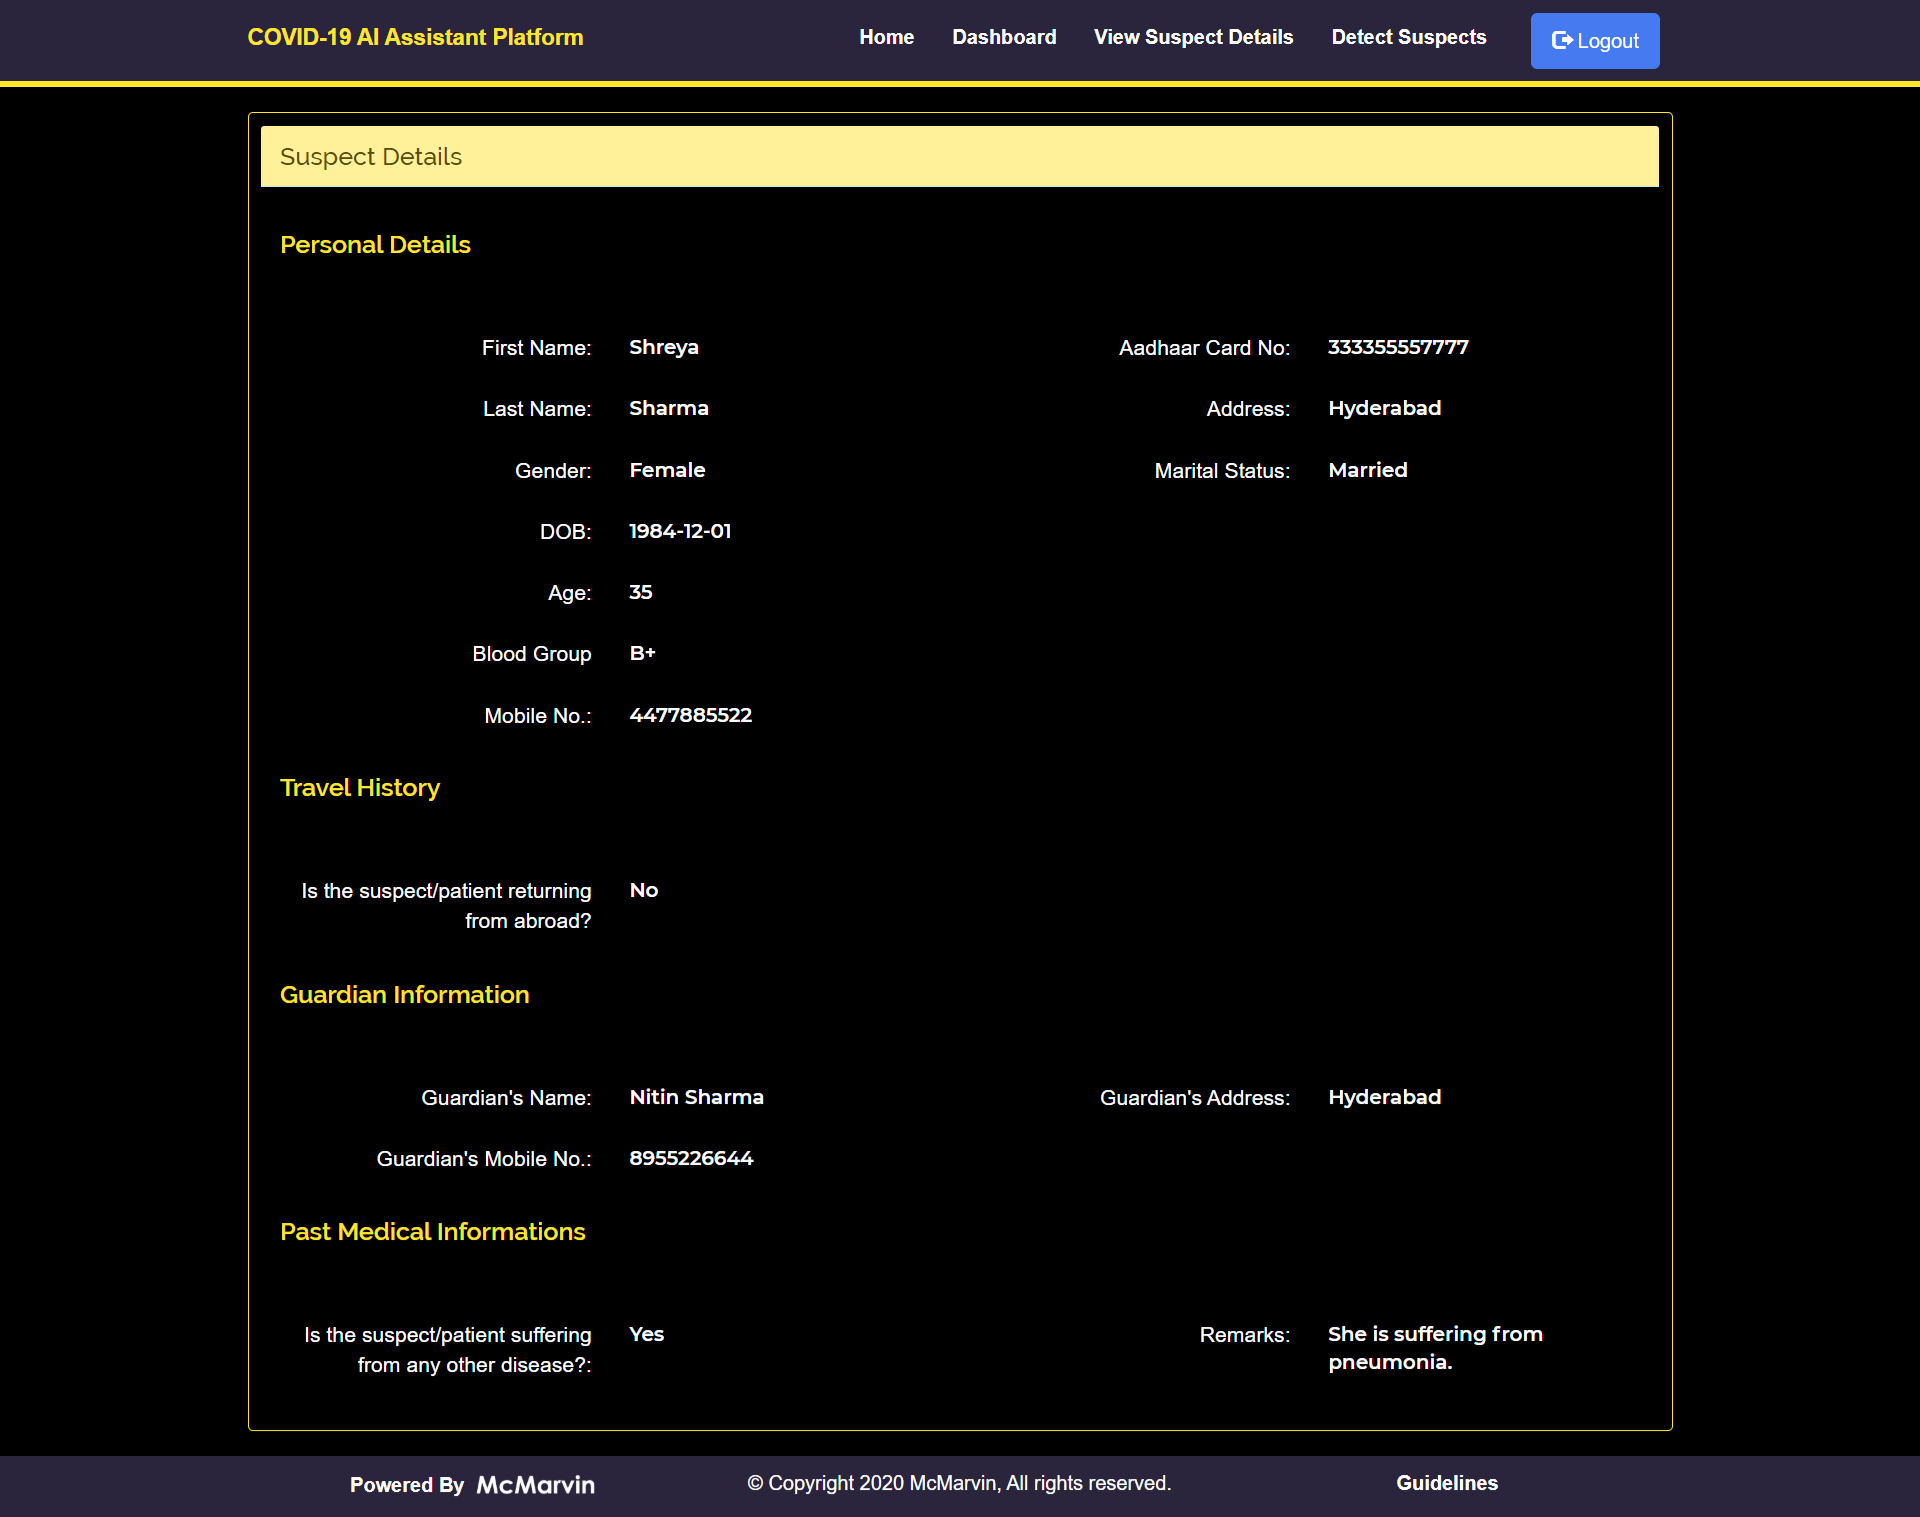 COVID-19 AI Assistant Platform
Home Dashboard View Suspect Details Detect Suspects Logout
Suspect Details
Personal Details
First Name: Shreya Aadhaar Card No: 333355557777
Last Name: Sharma Address: Hyderabad
Gender: Female Marital Status: Married
DOB: 1984-12-01
Age: 35
Blood Group B+
Mobile No.: 4477885522
Travel History
Is the suspect/patient returning No
from abroad?
Guardian Information
Guardian's Name: Nitin Sharma Guardian's Address: Hyderabad
Guardian's Mobile No.: 8955226644
Past Medical Informations
Is the suspect/patient suffering Yes Remarks: She is suffering from
from any other disease?: pneumonia.
Powered By McMarvin © Copyright 2020 McMarvin, All rights reserved. Guidelines